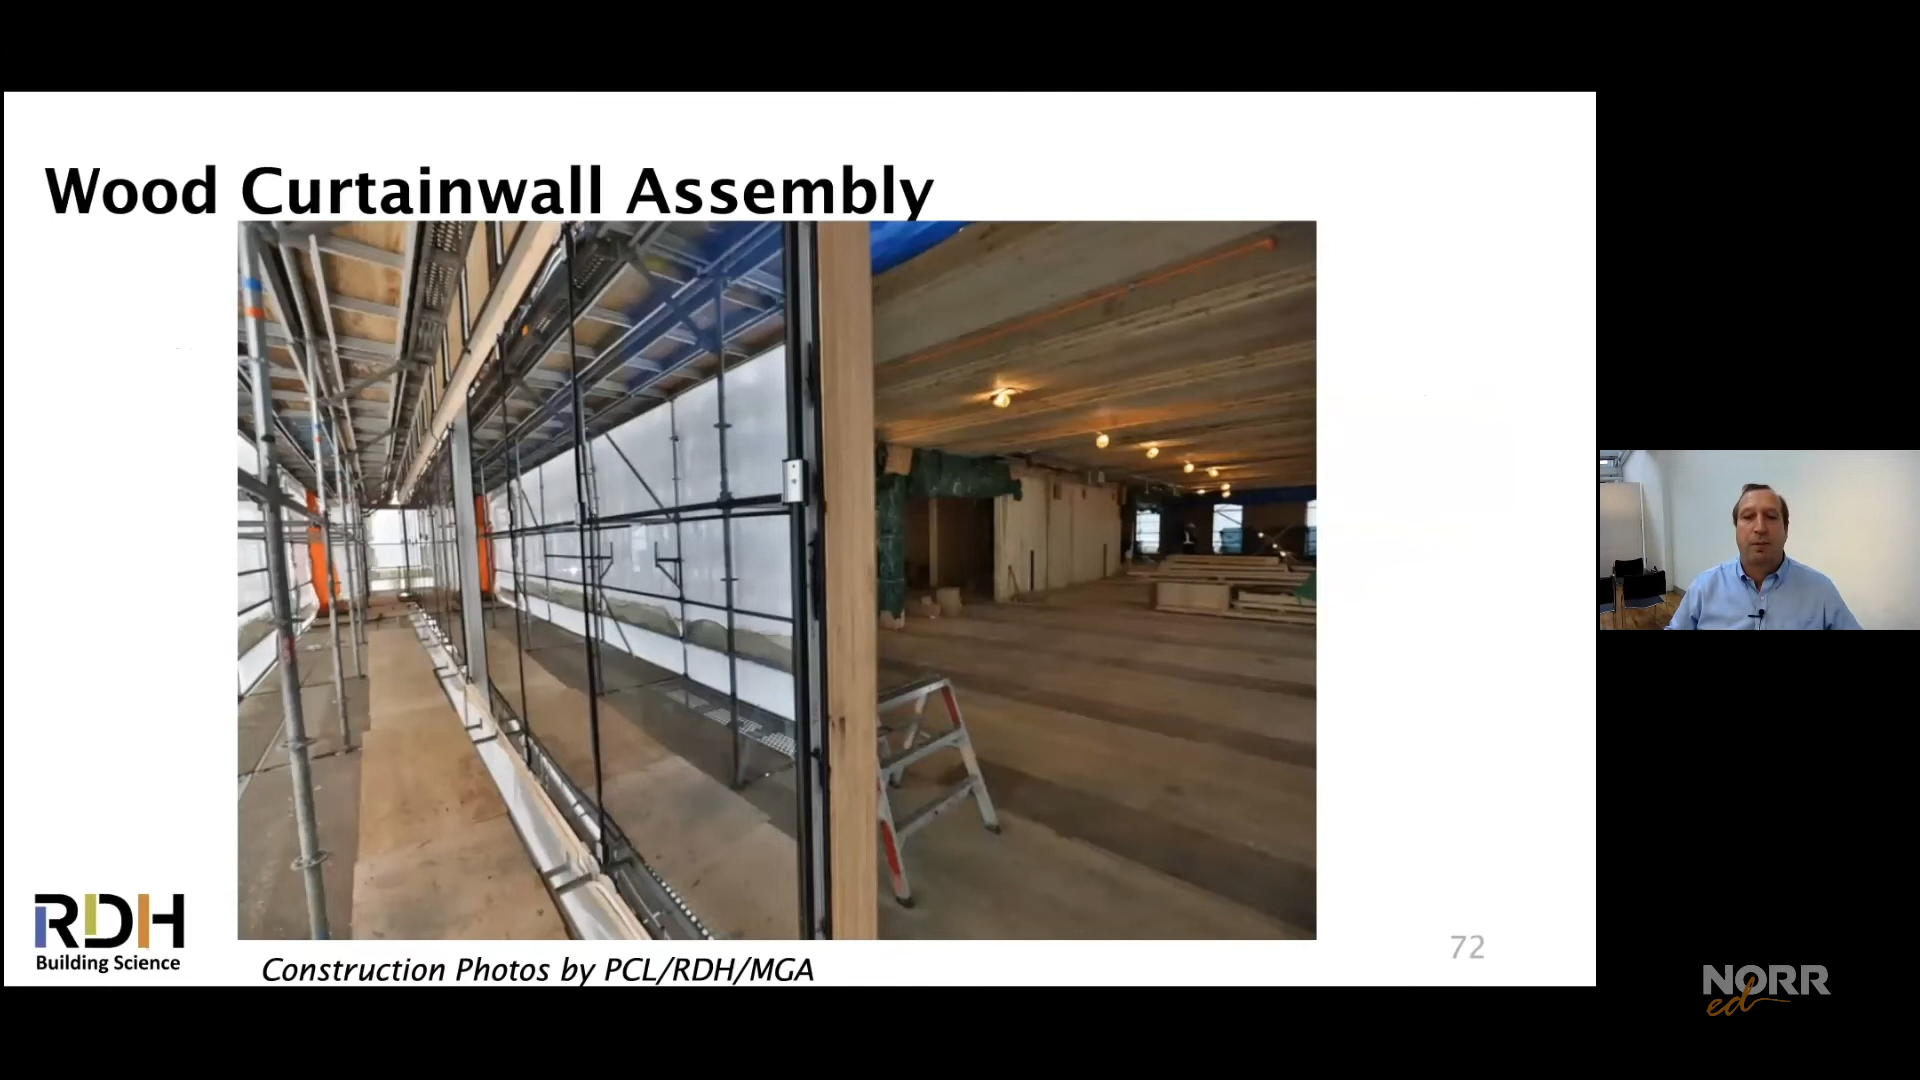 Wood Curtainwall Assembly
RDH
Building Science
Construction Photos by PCL/RDH/MGA
72
NORR
ed